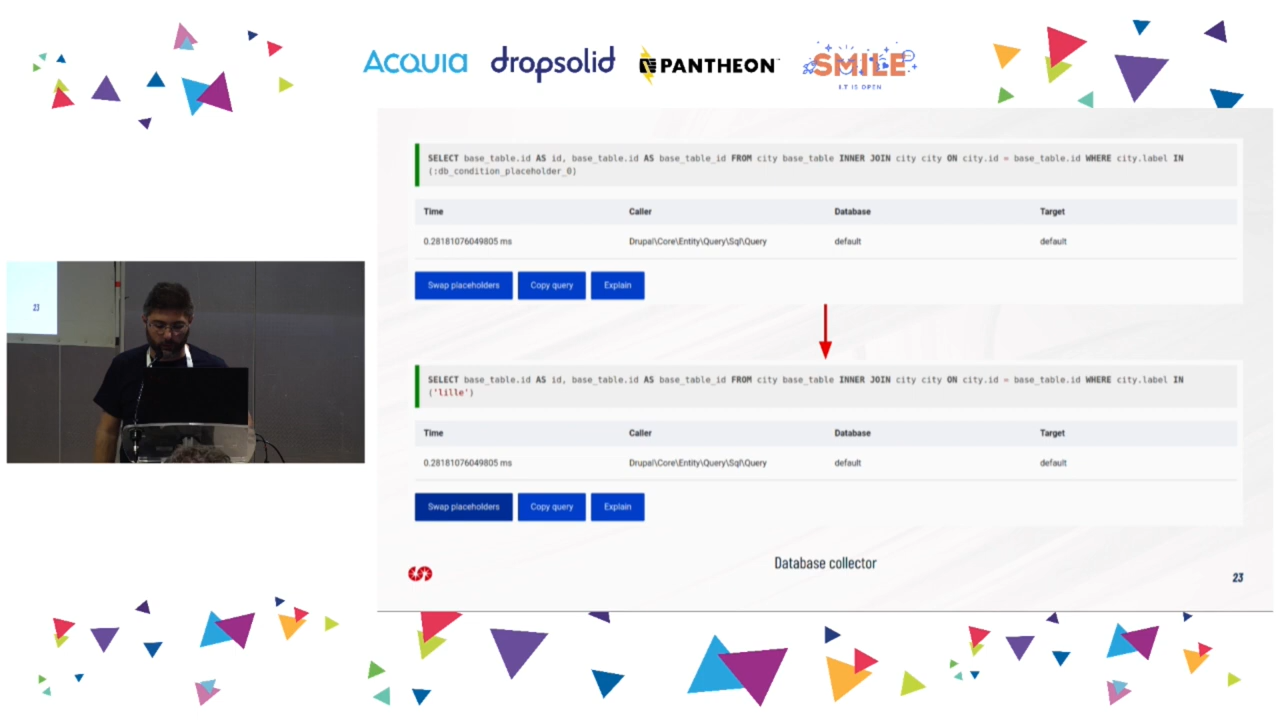 ACQUIA dropsolid PANTHEON SMILE
I.T IS OPEN
SELECT base_table.id AS id, base_table.id AS base_table_id FROM city base_table INNER JOIN city city ON city.id = base_table.id WHERE city.label IN
(:db_condition_placeholder_0)
Time Caller Database Target
0.28181076049805 ms Drupal\Core\Entity\Query\Sql\Query default default
Swap placeholders Copy query Explain
23
SELECT base_table.id AS id, base_table.id AS base_table_id FROM city base_table INNER JOIN city city ON city.id = base_table.id WHERE city.label IN
('lille')
Time Caller Database Target
0.28181076049805 ms Drupal\Core\Entity\Query\Sql\Query default default
Swap placeholders Copy query Explain
Database collector
23